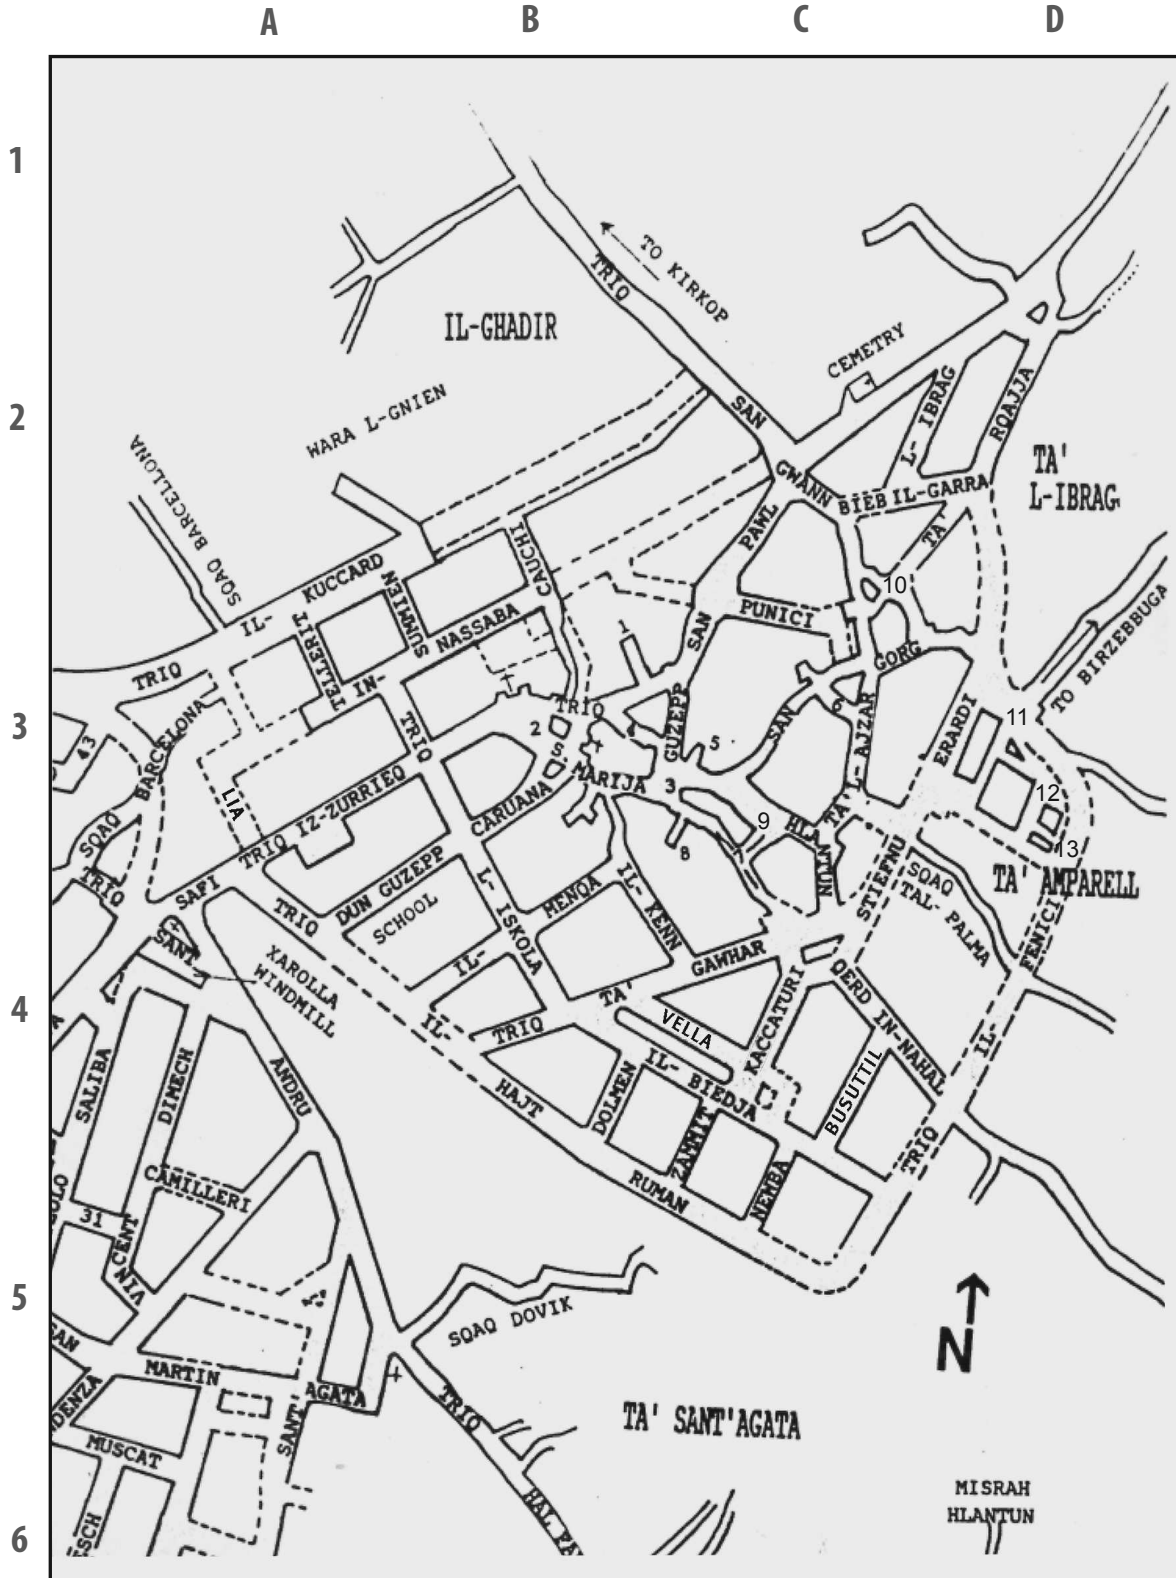 A
B
C
D
1
2
3
4
5
6
TO KIRKOP
TRIQ
SAN
GWANN
IL-GHADIR
WARA L-GNIEN
CEMETRY
L- IBRAG
RQAJJA
TA'
L-IBRAG
BIEB IL-GARRA
TA'
SQAQ BARCELLONA
TRIQ
IL-
KUCCARD
TELLERIT
SUMMIEN
CAUCHI
IN-
NASSABA
PAWL
SAN
PUNICI
10
GORG
SAN
6
TA' L- AJZAR
ERARDI
11
TO BIRZEBBUGA
12
13
1
TRIQ
2
S
4
GUZEPP
5
MARIJA
3
8
9
HLANTUN
STIEFNU
SQAQ
TAL- PALMA
TA' AMPARELL
FENICI
IL-
TRIQ
43
BARCELONA
SQAQ
TRIQ
LIA
TRIQ IZ-ZURRIEQ
TRIQ
CARUANA
SAFI
TRIQ
DUN GUZEPP
SCHOOL
L- ISKOLA
MENQA
IL- KENN
IL-
GAWHAR
TA'
SANT
XAROLLA
WINDMILL
IL-
TRIQ
VELLA
KACCATURI
QERD IN-NAHAL
BUSUTTIL
IL- BIEDJA
DOLMEN
ZAMMIT
NEMBA
HAJT
RUMAN
ANDRU
SALIBA
DIMECH
CAMILLERI
31
VINCENT
SQAQ DOVIK
N
MARTIN
AGATA
SANT'
TRIQ
MUSCAT
TA' SANT'AGATA
MISRAH
HLANTUN